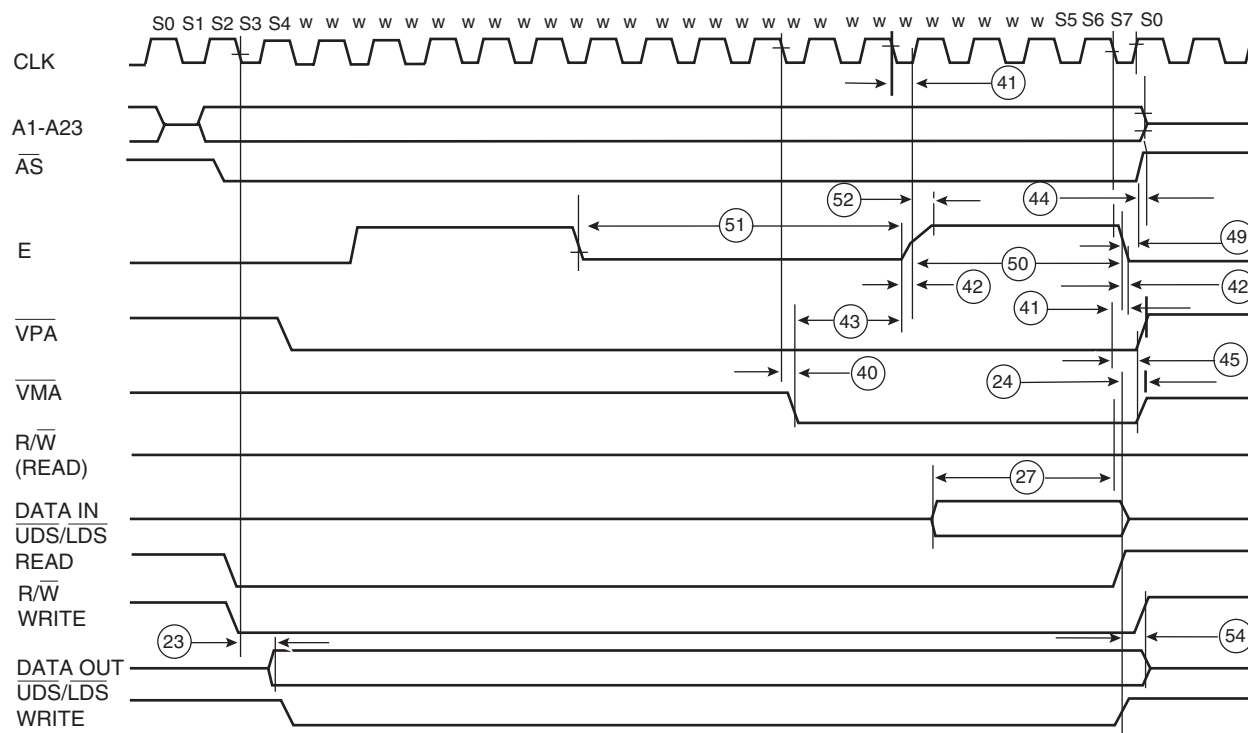 S0 S1 S2 S3 S4 w w w w w w w w w w w w w w w w w w w w w w w w w w w w S5 S6 S7 S0
CLK
41
A1-A23
AS
52
44
51
E
49
50
42
42
41
43
VPA
45
40
24
VMA
R/W
(READ)
27
DATA IN
UDS/LDS
READ
R/W
WRITE
23
54
DATA OUT
UDS/LDS
WRITE